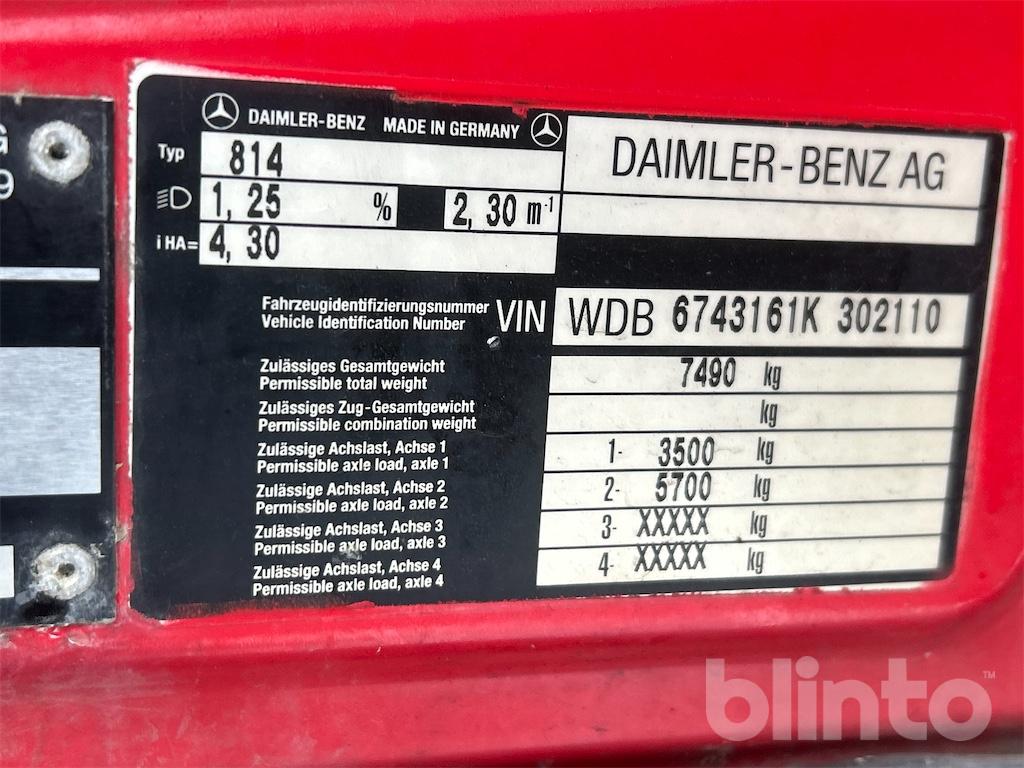 G
9
DAIMLER-BENZ MADE IN GERMANY
DAIMLER-BENZ AG
Typ 814
1, 25 % 2, 30 m-1
i HA= 4, 30
Fahrzeugidentifizierungsnummer
Vehicle Identification Number
VIN WDB 6743161K 302110
Zulässiges Gesamtgewicht
Permissible total weight
7490 kg
Zulässiges Zug-Gesamtgewicht
Permissible combination weight
kg
Zulässige Achslast, Achse 1
Permissible axle load, axle 1
1- 3500 kg
Zulässige Achslast, Achse 2
Permissible axle load, axle 2
2- 5700 kg
Zulässige Achslast, Achse 3
Permissible axle load, axle 3
3- XXXXX kg
Zulässige Achslast, Achse 4
Permissible axle load, axle 4
4- XXXXX kg
blinto™